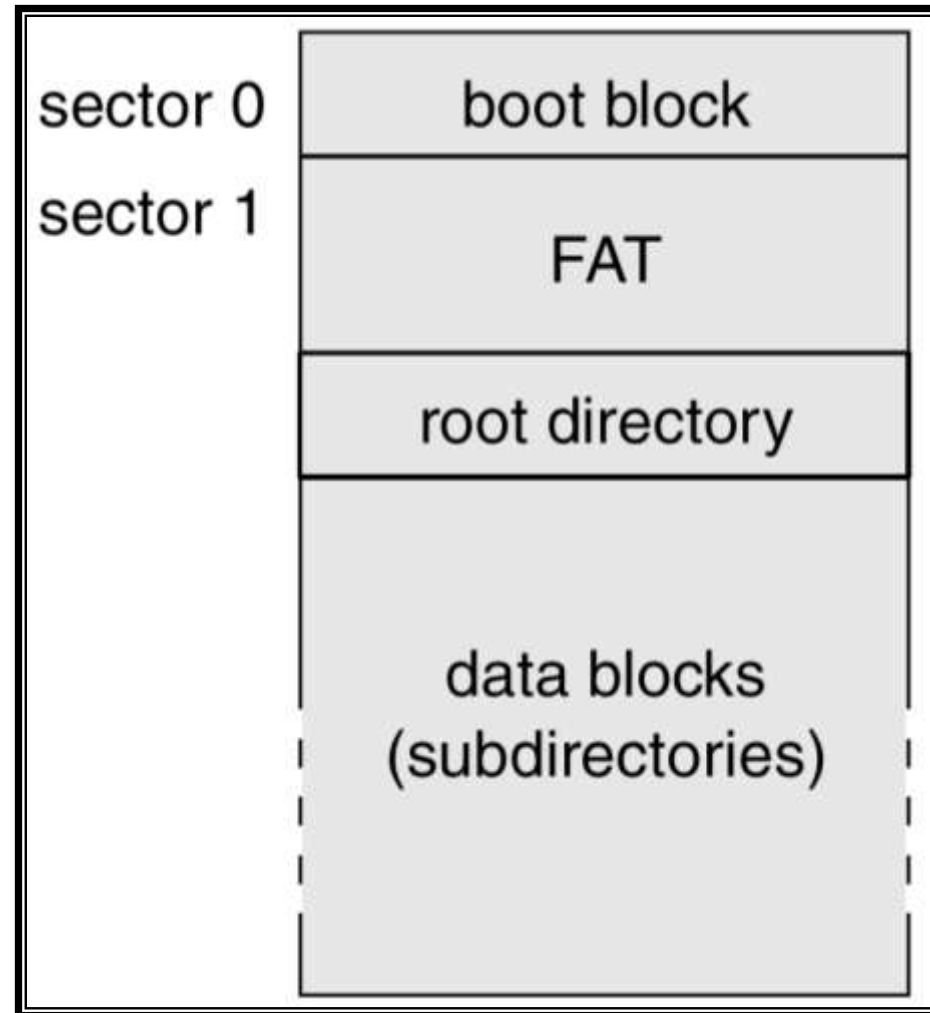 sector 0
boot block
sector 1
FAT
root directory
data blocks
(subdirectories)